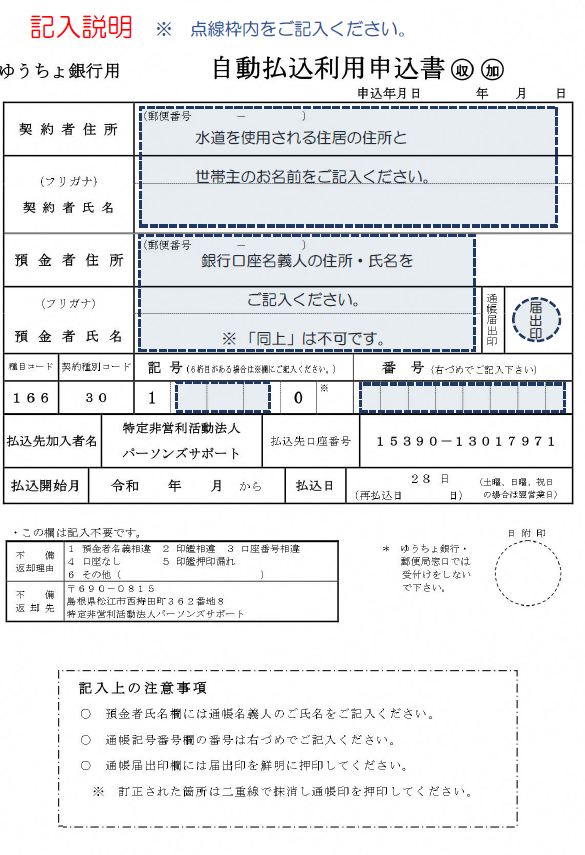 記入説明 ※ 点線枠内をご記入ください。
ゆうちょ銀行用 自動払込利用申込書 収 加
申込年月日 年 月 日
契約者住所 (郵便番号 － )
水道を使用される住居の住所と
(フリガナ) 世帯主のお名前をご記入ください。
契約者氏名
(郵便番号 － )
預金者住所 銀行口座名義人の住所・氏名を
(フリガナ) ご記入ください。
預金者氏名 ※「同上」は不可です。
通帳届出印 届出印
種目コード 契約種別コード 記号(6桁目がある場合は※欄にご記入ください。) 番号(右づめでご記入下さい)
166 30 1 0 ※
払込先加入者名 特定非営利活動法人 払込先口座番号 15390－13017971
パーソンズサポート
払込開始月 令和 年 月 から 払込日 28 日 (土曜、日曜、祝日
(再払込日 日) の場合は翌営業日)
・この欄は記入不要です。
不備返却理由 1 預金者名義相違 2 印鑑相違 3 口座番号相違
4 口座なし 5 印鑑押印漏れ
6 その他( )
不備返却先 〒690－0815
島根県松江市西持田町362番地8
特定非営利活動法人パーソンズサポート
＊ ゆうちょ銀行・
郵便局窓口では
受付けをしない
で下さい。
日附印
記入上の注意事項
○ 預金者氏名欄には通帳名義人のご氏名をご記入ください。
○ 通帳記号番号欄の番号は右づめでご記入ください。
○ 通帳届出印欄には届出印を鮮明に押印してください。
※ 訂正された箇所は二重線で抹消し通帳印を押印してください。